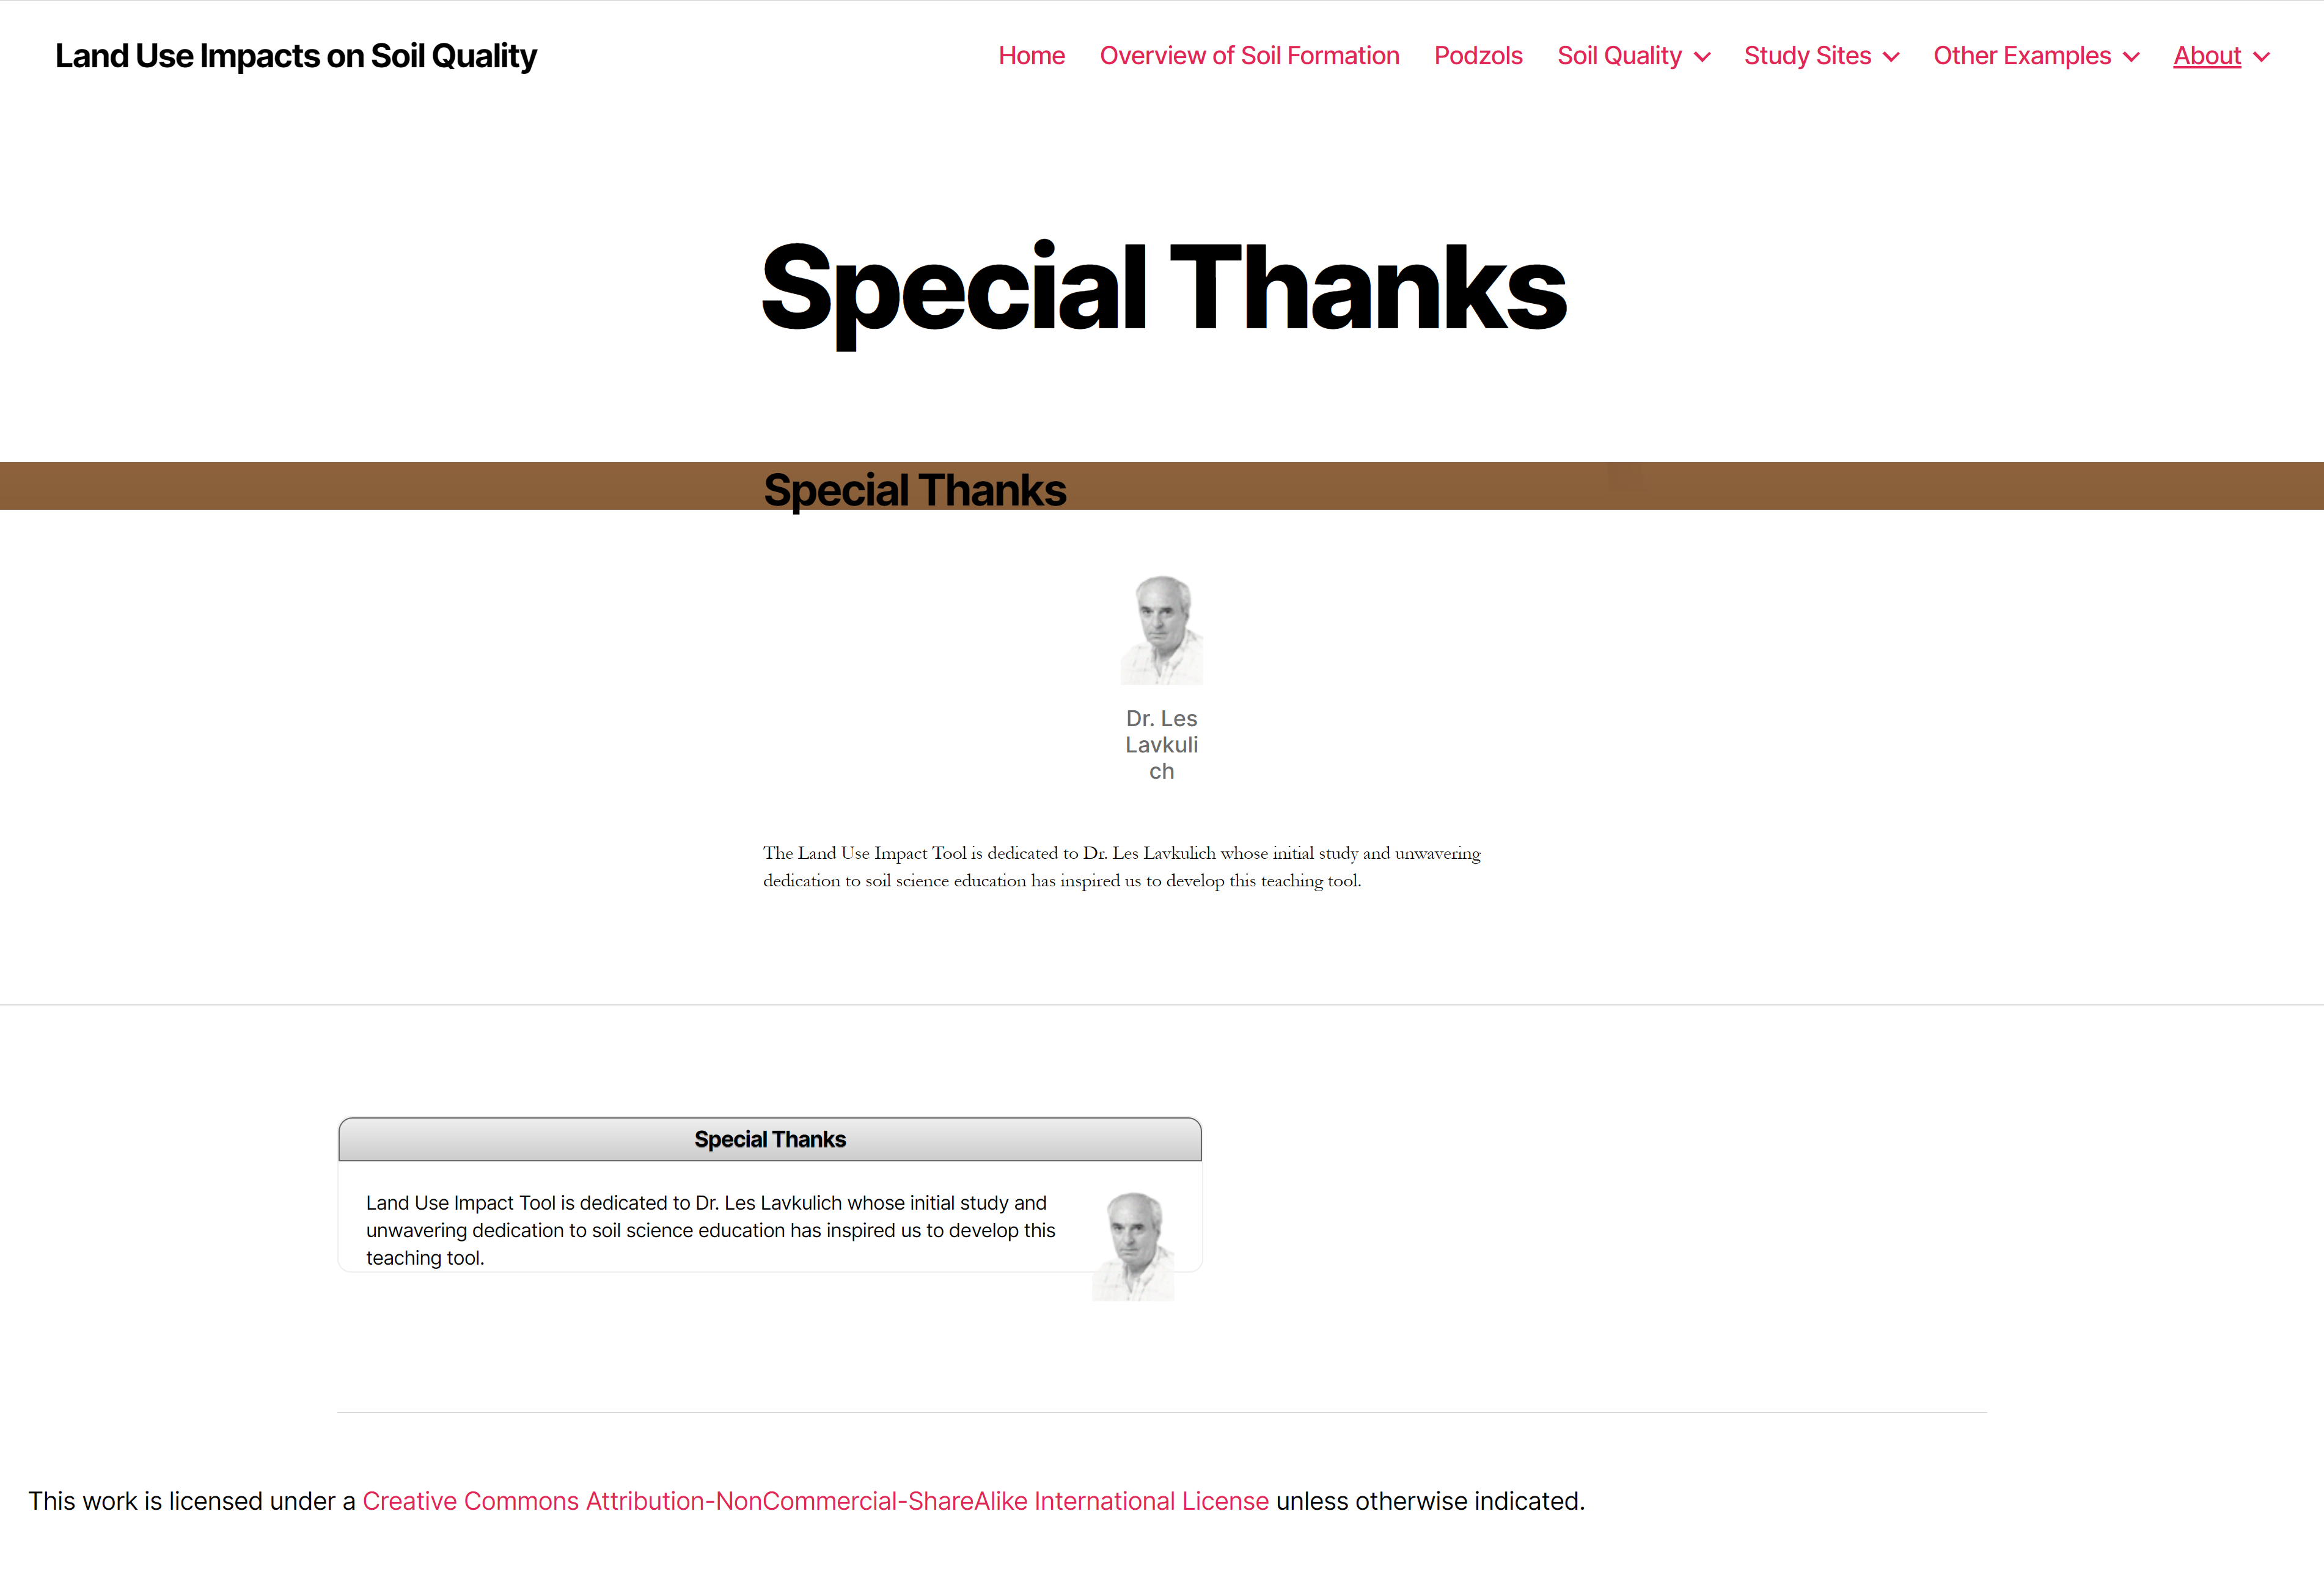 Land Use Impacts on Soil Quality
Home Overview of Soil Formation Podzols Soil Quality Study Sites Other Examples About
Special Thanks
Special Thanks
Dr. Les
Lavkuli
ch
The Land Use Impact Tool is dedicated to Dr. Les Lavkulich whose initial study and unwavering
dedication to soil science education has inspired us to develop this teaching tool.
Special Thanks
Land Use Impact Tool is dedicated to Dr. Les Lavkulich whose initial study and
unwavering dedication to soil science education has inspired us to develop this
teaching tool.
This work is licensed under a Creative Commons Attribution-NonCommercial-ShareAlike International License unless otherwise indicated.